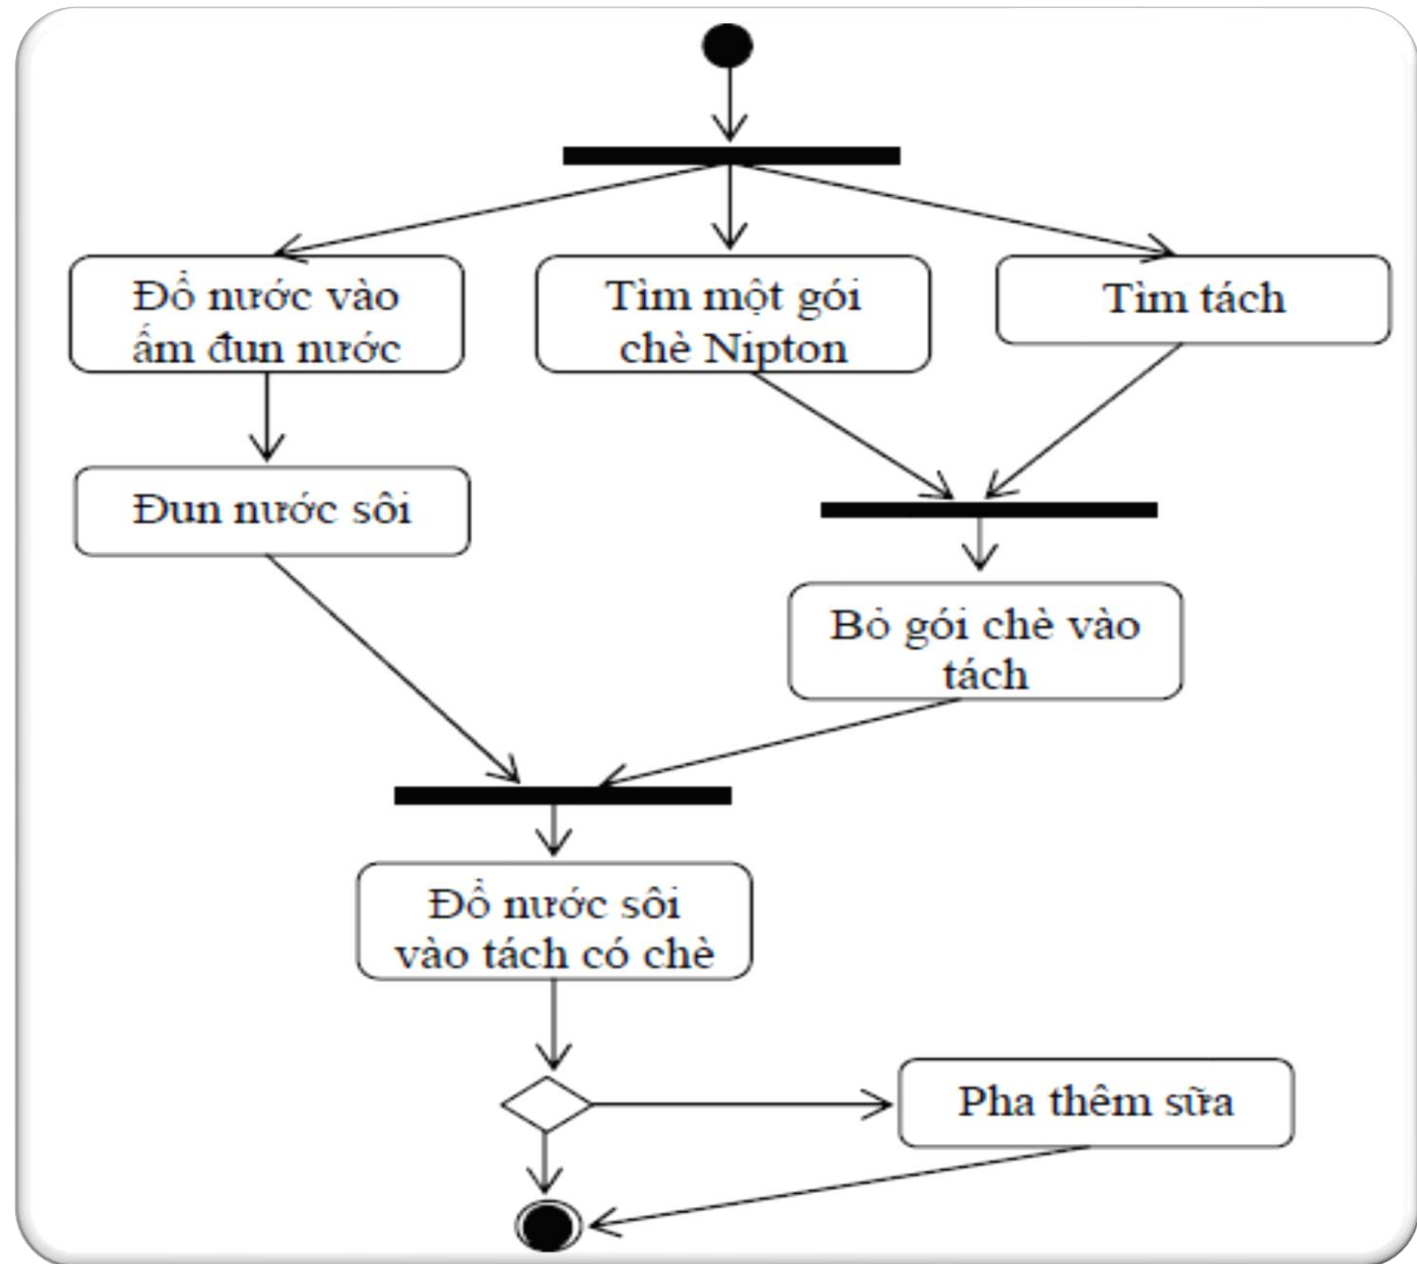 Đổ nước vào
ấm đun nước
Tìm một gói
chè Nipton
Tìm tách
Đun nước sôi
Bỏ gói chè vào
tách
Đổ nước sôi
vào tách có chè
Pha thêm sữa